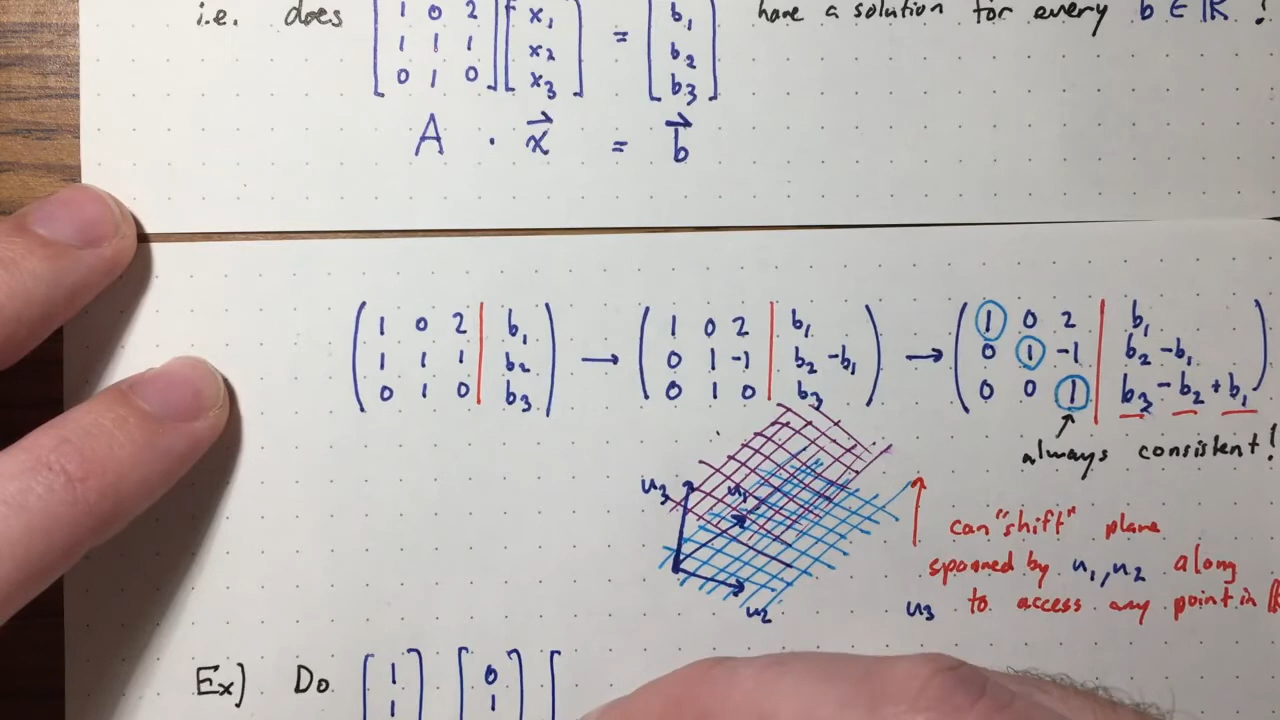 i.e. does [1 0 2] [x₁] = [b₁] have a solution for every b ∈ ℝ ?
[1 1 1] [x₂] [b₂]
[0 1 0] [x₃] [b₃]
A · x⃗ = b⃗
(1 0 2 | b₁) → (1 0 2 | b₁) → (1 0 2 | b₁)
(1 1 1 | b₂) (0 1 -1 | b₂ -b₁) (0 1 -1 | b₂ -b₁)
(0 1 0 | b₃) (0 1 0 | b₃) (0 0 1 | b₃ - b₂ + b₁)
always consistent!
u₃ u₁
u₂
can "shift" plane
spanned by u₁, u₂ along
u₃ to access any point in ℝ
Ex) Do [1] [0] [
[1] [1]